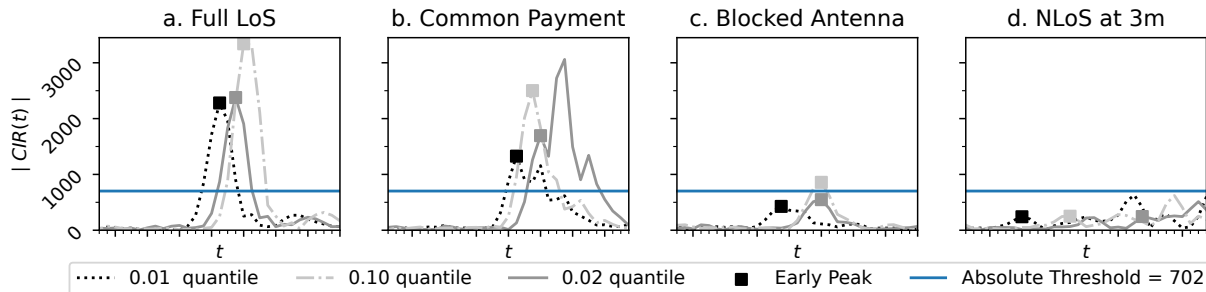 a. Full LoS
b. Common Payment
c. Blocked Antenna
d. NLoS at 3m
| CIR(t) |
3000
2000
1000
0
t
t
t
t
0.01 quantile
0.10 quantile
0.02 quantile
Early Peak
Absolute Threshold = 702